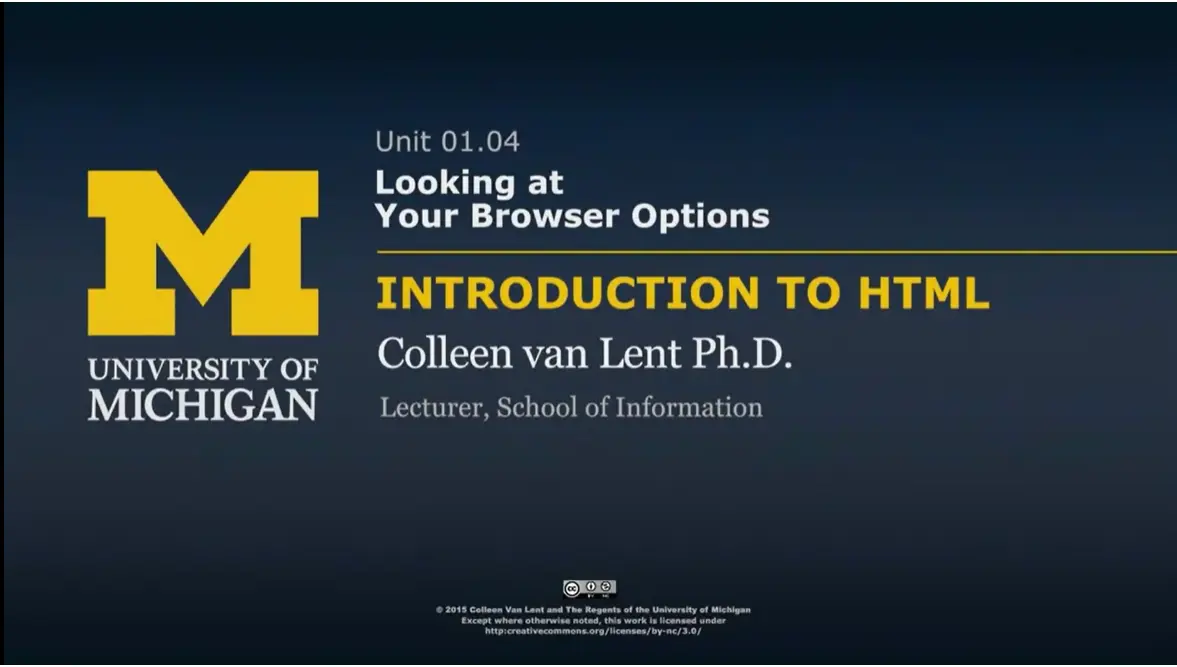 Unit 01.04
Looking at
Your Browser Options
INTRODUCTION TO HTML
Colleen van Lent Ph.D.
Lecturer, School of Information
M
UNIVERSITY OF
MICHIGAN
cc BY NC
© 2015 Colleen Van Lent and The Regents of the University of Michigan
Except where otherwise noted, this work is licensed under
http:creativecommons.org/licenses/by-nc/3.0/